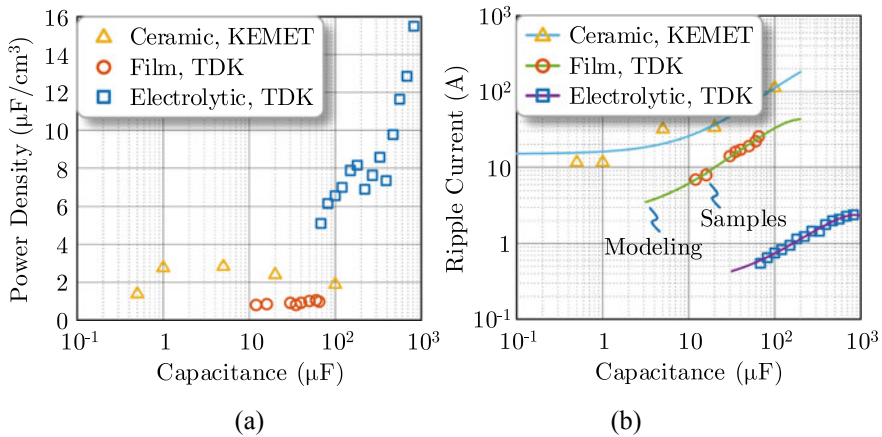 Power Density (μF/cm³)
16
14
12
10
8
6
4
2
0
Ceramic, KEMET
Film, TDK
Electrolytic, TDK
10⁻¹ 1 10 10² 10³
Capacitance (μF)
(a)
Ripple Current (A)
10³
10²
10
1
10⁻¹
Ceramic, KEMET
Film, TDK
Electrolytic, TDK
Samples
Modeling
10⁻¹ 1 10 10² 10³
Capacitance (μF)
(b)